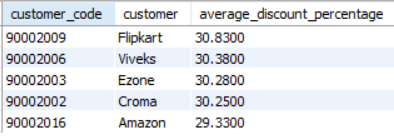 customer_code customer average_discount_percentage
90002009 Flipkart 30.8300
90002006 Viveks 30.3800
90002003 Ezone 30.2800
90002002 Croma 30.2500
90002016 Amazon 29.3300